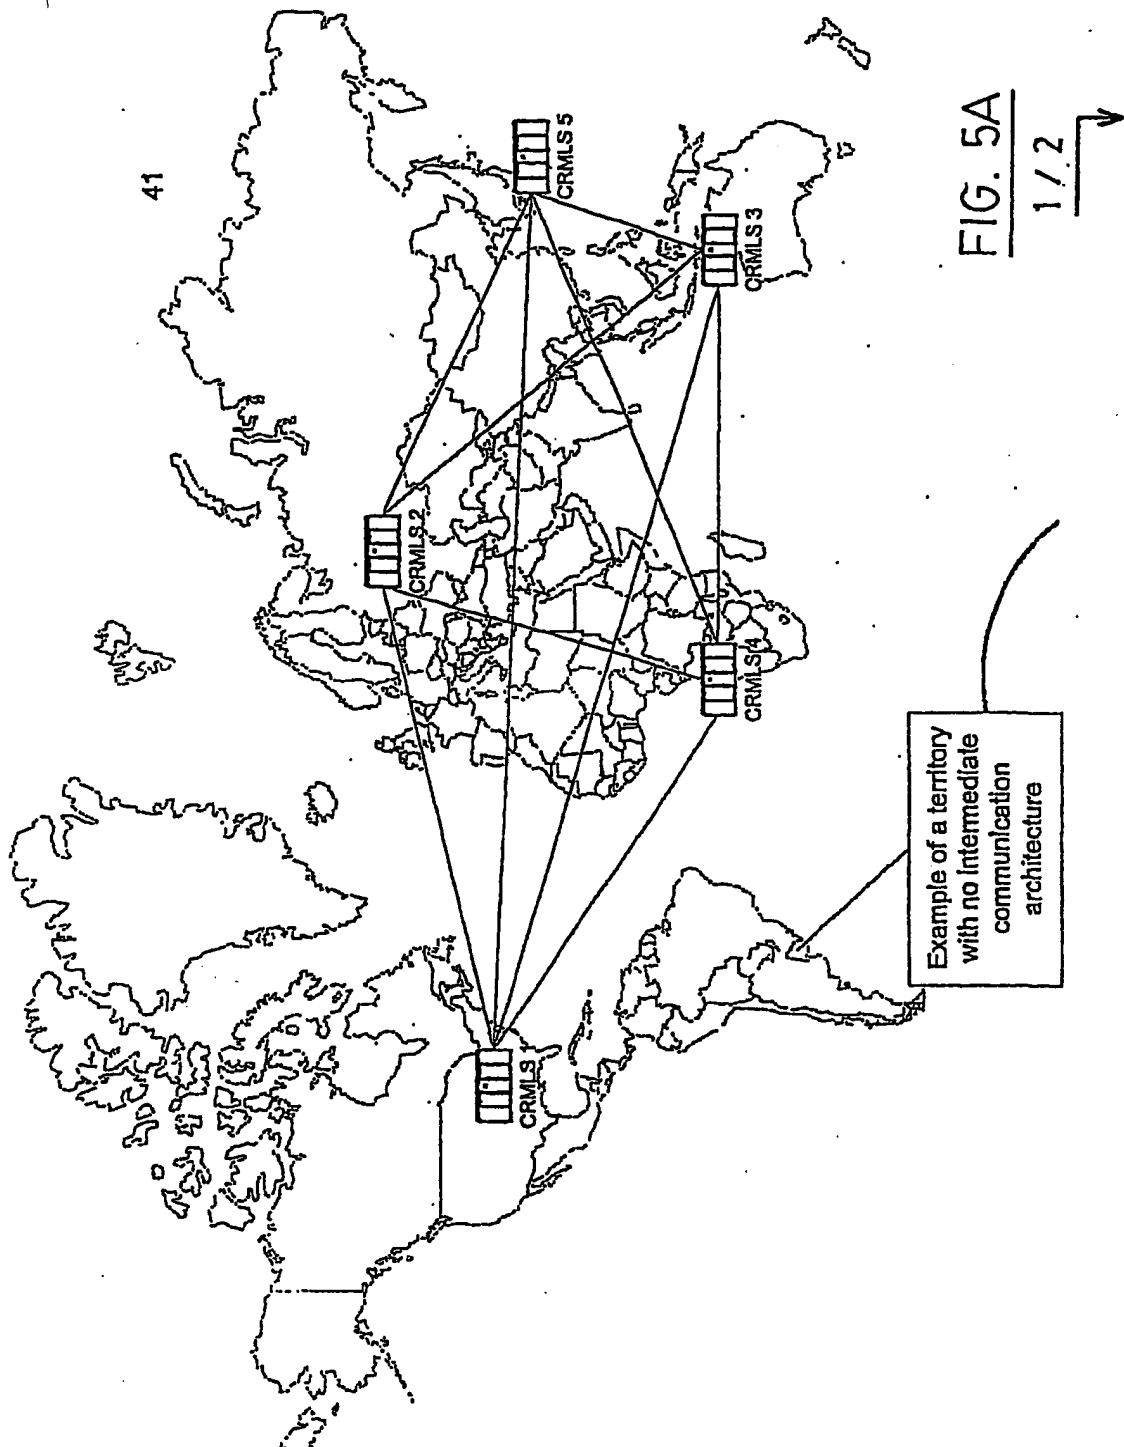 41
CRMLS 5
CRMLS 2
CRMLS 3
CRMLS 1
CRMLS 4
Example of a territory
with no intermediate
communication
architecture
FIG. 5A
1/2